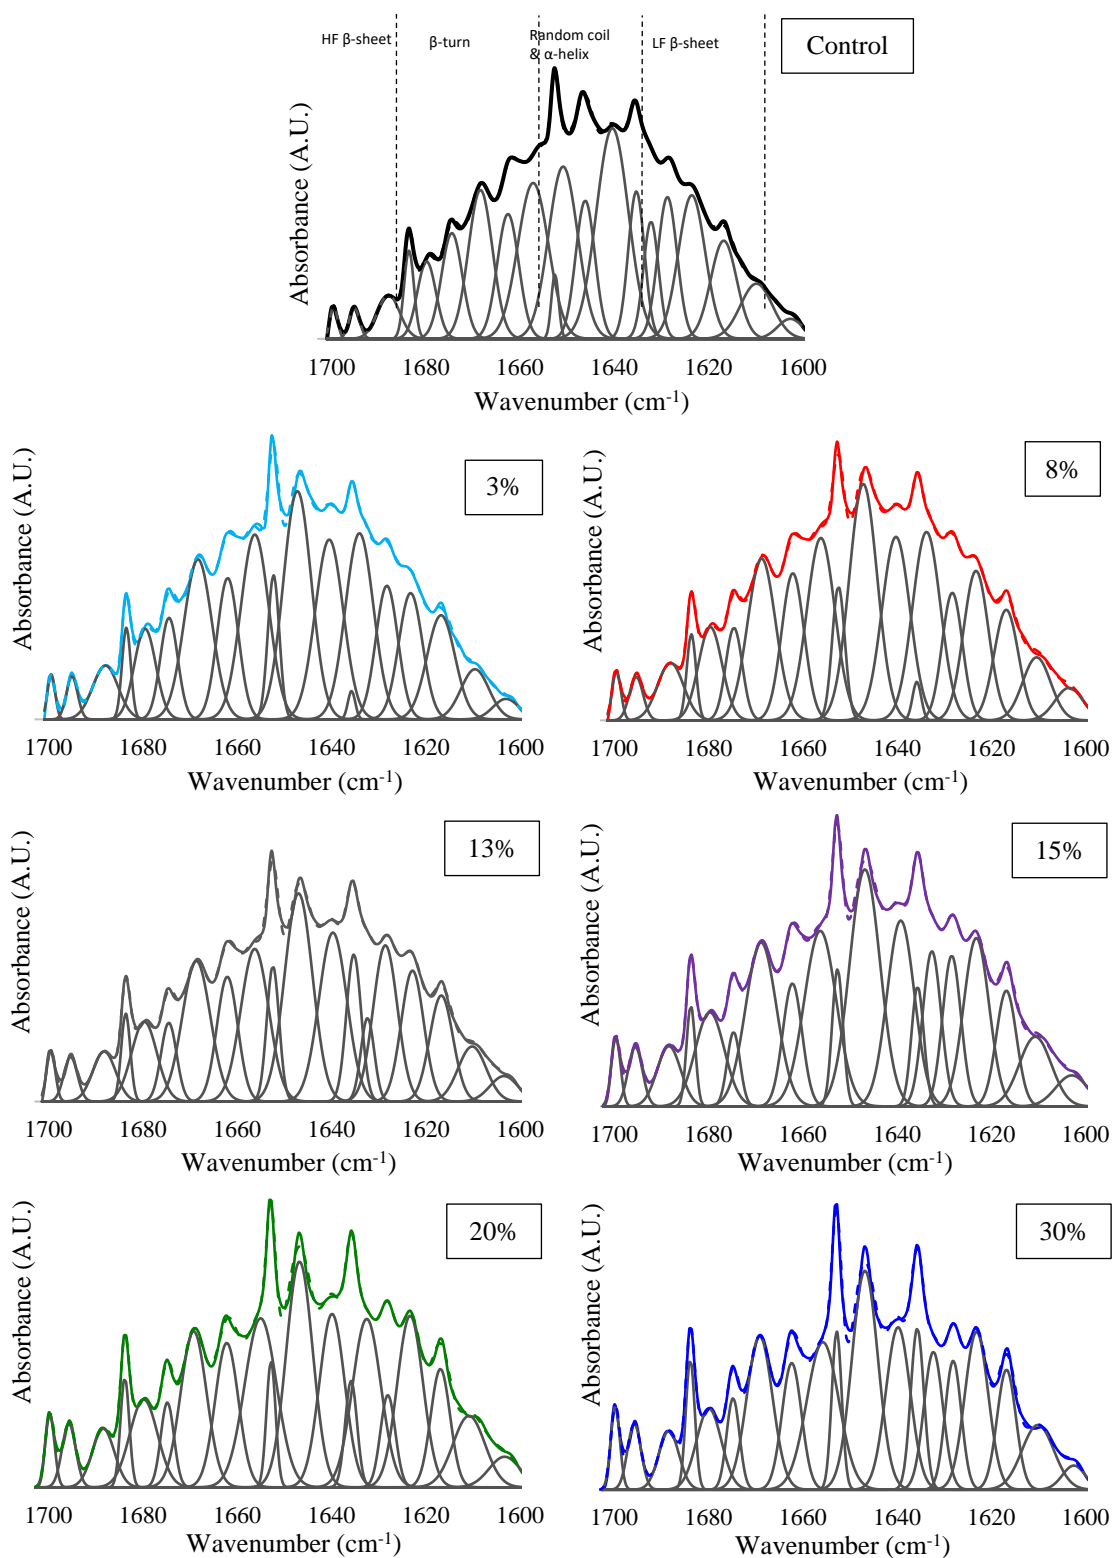 HF β-sheet
β-turn
Random coil
& α-helix
LF β-sheet
Control
Absorbance (A.U.)
1700 1680 1660 1640 1620 1600
Wavenumber (cm-1)
3%
Absorbance (A.U.)
1700 1680 1660 1640 1620 1600
Wavenumber (cm-1)
8%
Absorbance (A.U.)
1700 1680 1660 1640 1620 1600
Wavenumber (cm-1)
13%
Absorbance (A.U.)
1700 1680 1660 1640 1620 1600
Wavenumber (cm-1)
15%
Absorbance (A.U.)
1700 1680 1660 1640 1620 1600
Wavenumber (cm-1)
20%
Absorbance (A.U.)
1700 1680 1660 1640 1620 1600
Wavenumber (cm-1)
30%
Absorbance (A.U.)
1700 1680 1660 1640 1620 1600
Wavenumber (cm-1)